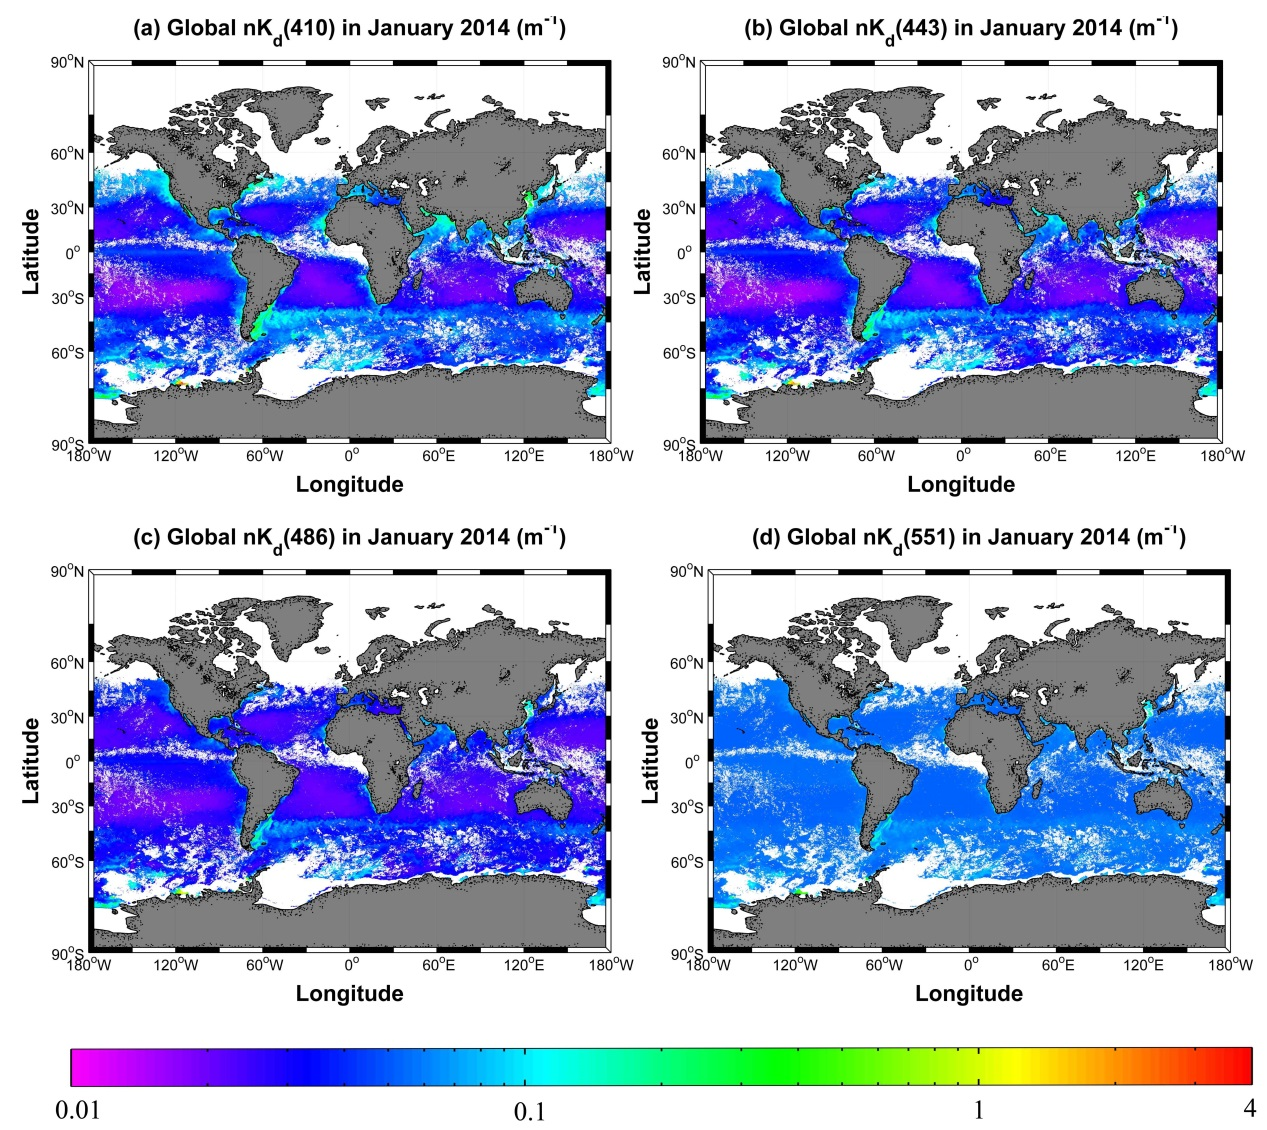 (a) Global nKd(410) in January 2014 (m-1)
(b) Global nKd(443) in January 2014 (m-1)
90°N
60°N
30°N
0°
30°S
60°S
90°S
180°W 120°W 60°W 0° 60°E 120°E 180°W
Latitude
Longitude
90°N
60°N
30°N
0°
30°S
60°S
90°S
180°W 120°W 60°W 0° 60°E 120°E 180°W
Latitude
Longitude
(c) Global nKd(486) in January 2014 (m-1)
(d) Global nKd(551) in January 2014 (m-1)
90°N
60°N
30°N
0°
30°S
60°S
90°S
180°W 120°W 60°W 0° 60°E 120°E 180°W
Latitude
Longitude
90°N
60°N
30°N
0°
30°S
60°S
90°S
180°W 120°W 60°W 0° 60°E 120°E 180°W
Latitude
Longitude
0.01 0.1 1 4